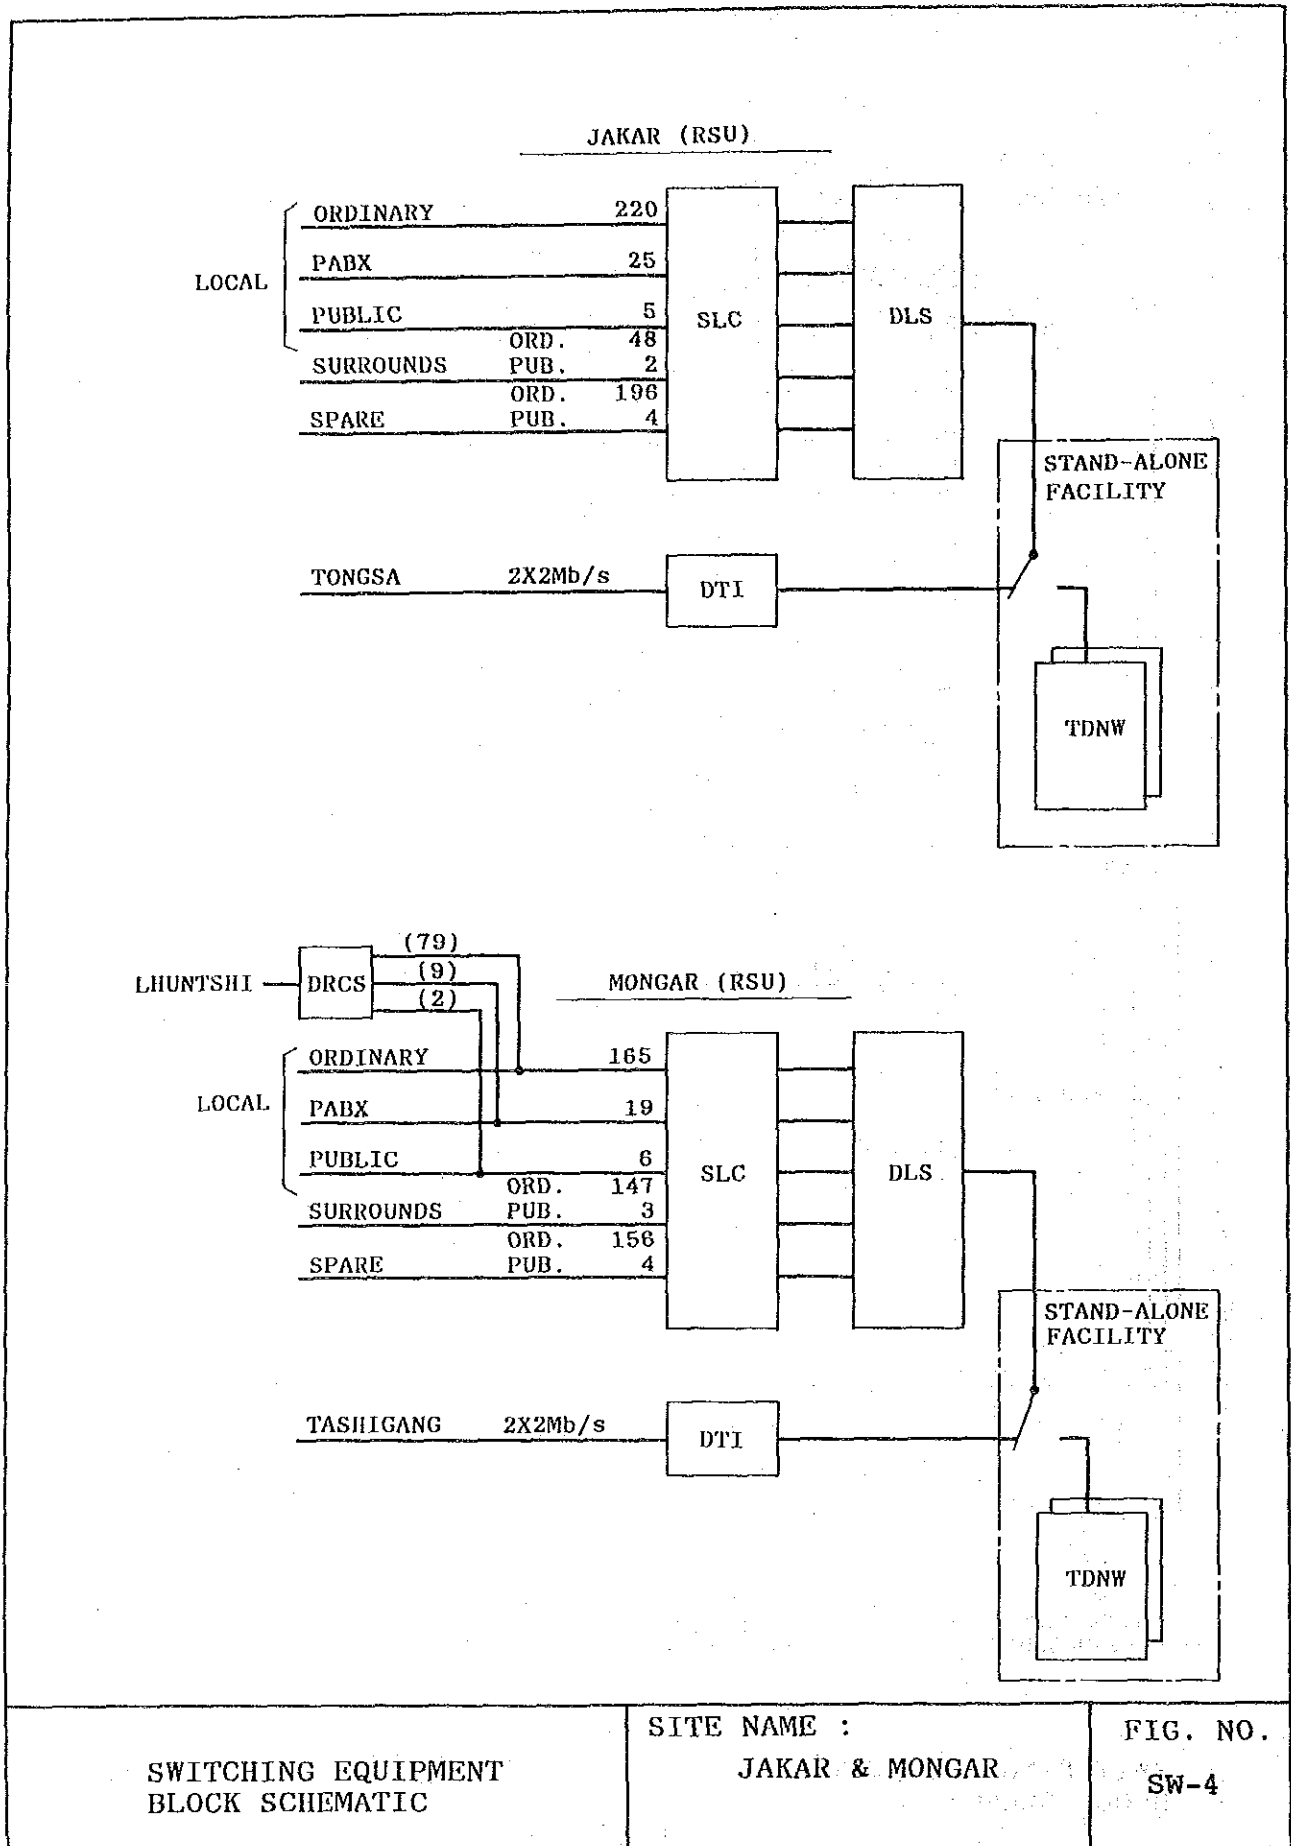 JAKAR (RSU)
ORDINARY 220
PABX 25
LOCAL
PUBLIC 5
SLC
DLS
ORD. 48
SURROUNDS PUB. 2
ORD. 196
SPARE PUB. 4
STAND-ALONE
FACILITY
TONGSA 2X2Mb/s
DTI
TDNW
(79)
LHUNTSHI
DRCS
(9)
(2)
MONGAR (RSU)
ORDINARY 165
LOCAL
PABX 19
PUBLIC 6
SLC
DLS
ORD. 147
SURROUNDS PUB. 3
ORD. 156
SPARE PUB. 4
STAND-ALONE
FACILITY
TASHIGANG 2X2Mb/s
DTI
TDNW
SWITCHING EQUIPMENT
BLOCK SCHEMATIC
SITE NAME :
JAKAR & MONGAR
FIG. NO.
SW-4